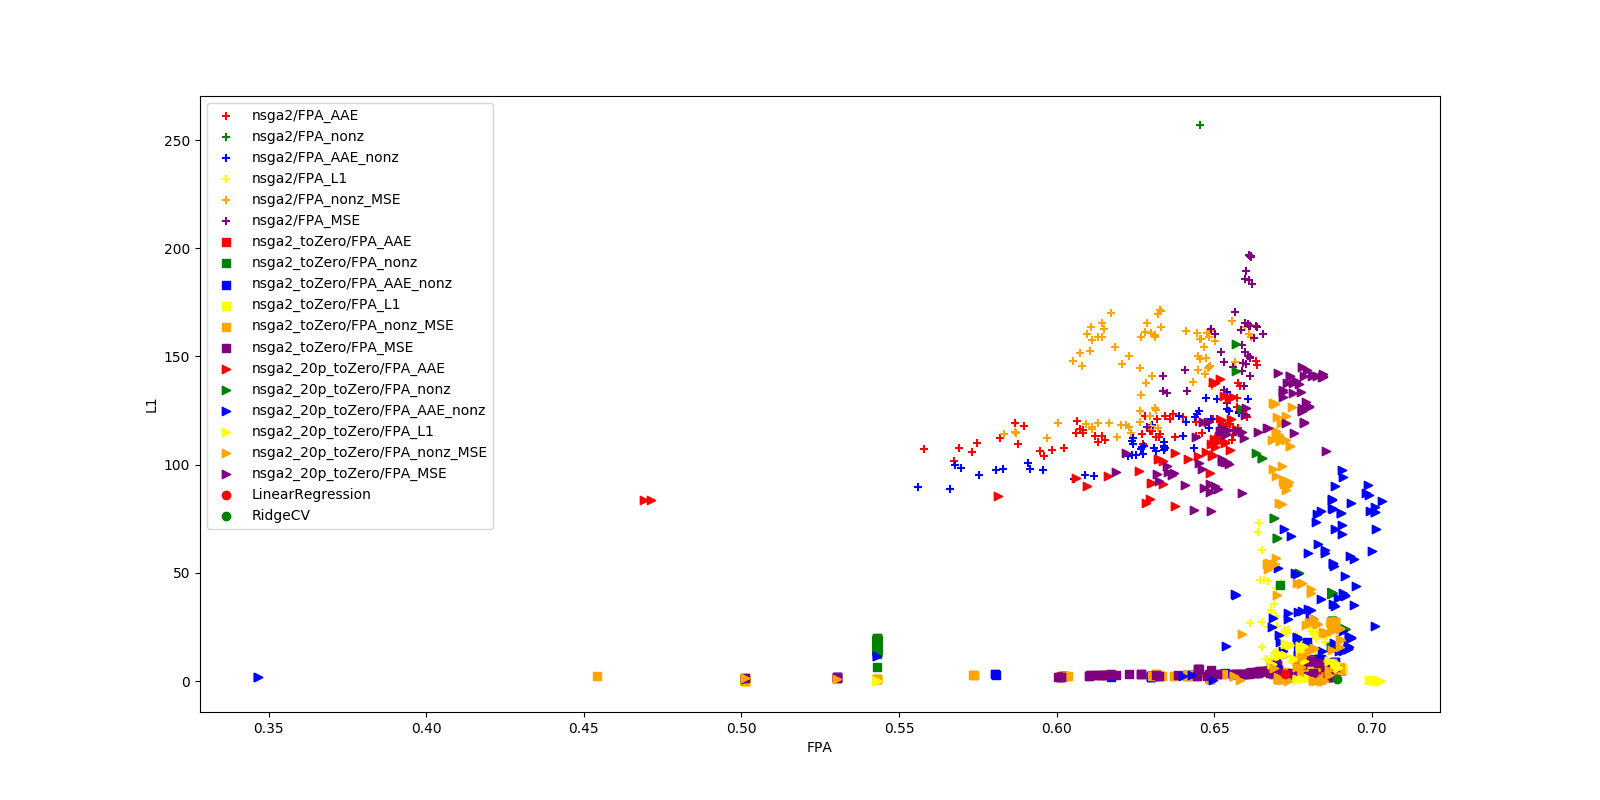 250
200
150
100
50
0
L1
nsga2/FPA_AAE
nsga2/FPA_nonz
nsga2/FPA_AAE_nonz
nsga2/FPA_L1
nsga2/FPA_nonz_MSE
nsga2/FPA_MSE
nsga2_toZero/FPA_AAE
nsga2_toZero/FPA_nonz
nsga2_toZero/FPA_AAE_nonz
nsga2_toZero/FPA_L1
nsga2_toZero/FPA_nonz_MSE
nsga2_toZero/FPA_MSE
nsga2_20p_toZero/FPA_AAE
nsga2_20p_toZero/FPA_nonz
nsga2_20p_toZero/FPA_AAE_nonz
nsga2_20p_toZero/FPA_L1
nsga2_20p_toZero/FPA_nonz_MSE
nsga2_20p_toZero/FPA_MSE
LinearRegression
RidgeCV
0.35 0.40 0.45 0.50 0.55 0.60 0.65 0.70
FPA